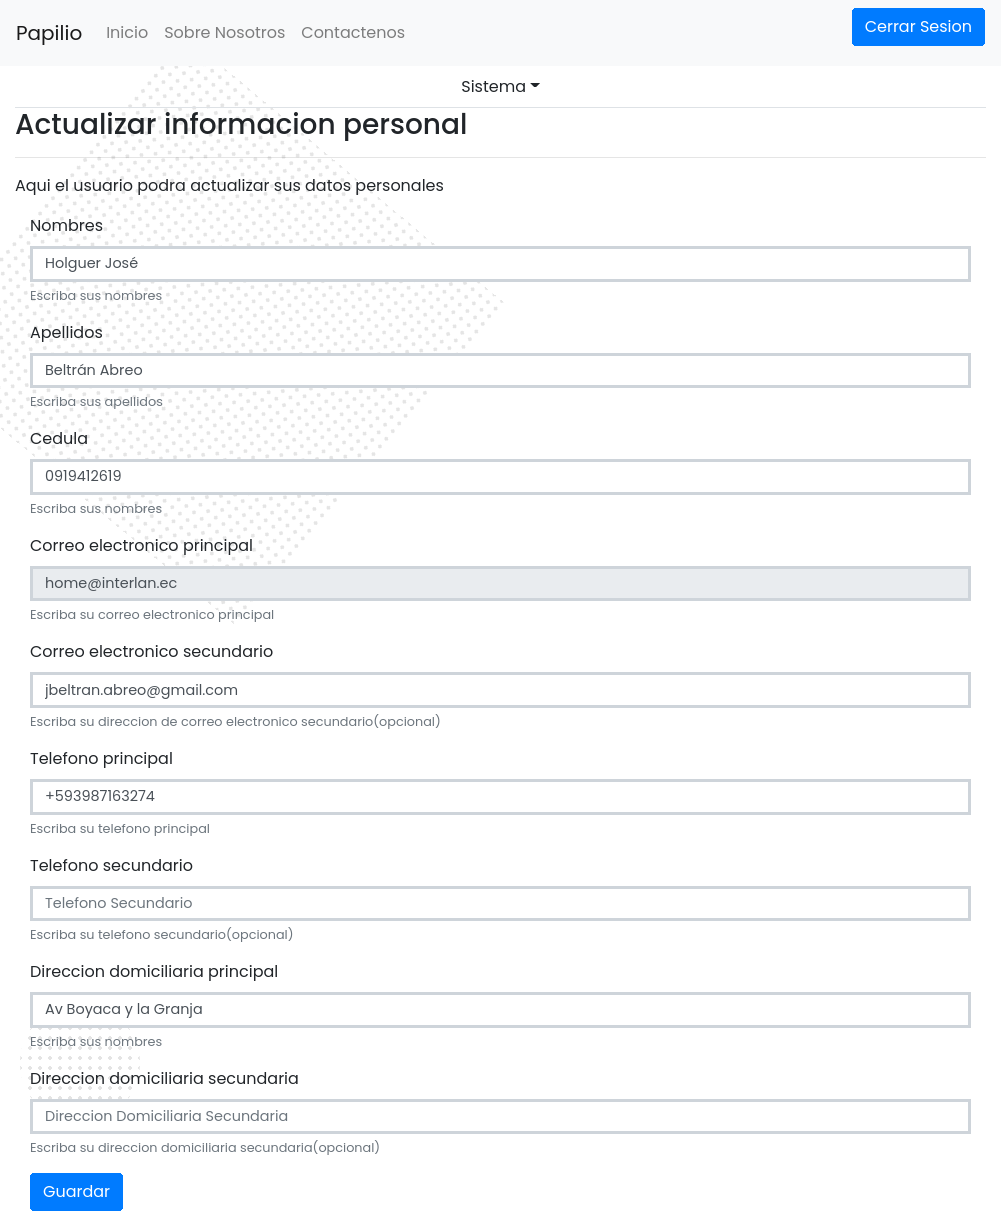 Papilio Inicio Sobre Nosotros Contactenos Cerrar Sesion
Sistema
Actualizar informacion personal
Aqui el usuario podra actualizar sus datos personales
Nombres
Holguer José
Escriba sus nombres
Apellidos
Beltrán Abreo
Escriba sus apellidos
Cedula
0919412619
Escriba sus nombres
Correo electronico principal
home@interlan.ec
Escriba su correo electronico principal
Correo electronico secundario
jbeltran.abreo@gmail.com
Escriba su direccion de correo electronico secundario(opcional)
Telefono principal
+593987163274
Escriba su telefono principal
Telefono secundario
Telefono Secundario
Escriba su telefono secundario(opcional)
Direccion domiciliaria principal
Av Boyaca y la Granja
Escriba sus nombres
Direccion domiciliaria secundaria
Direccion Domiciliaria Secundaria
Escriba su direccion domiciliaria secundaria(opcional)
Guardar